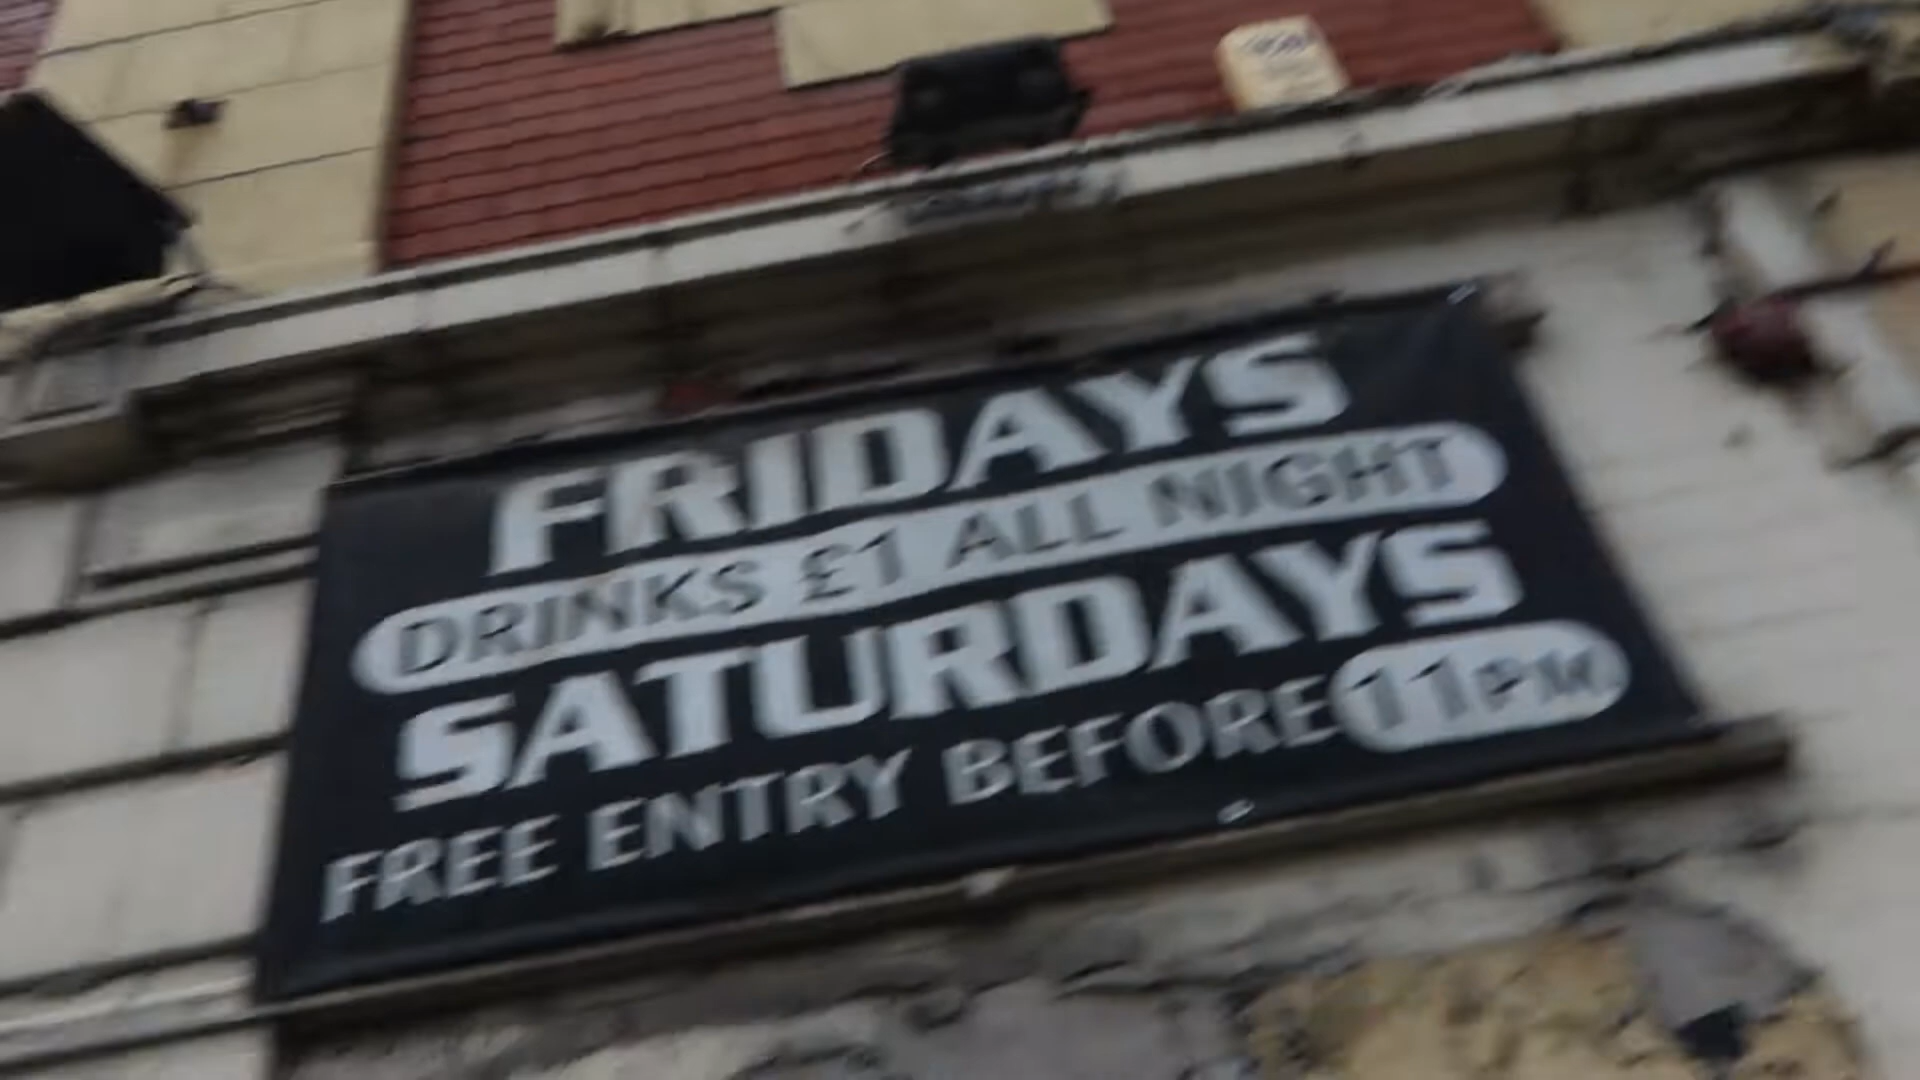 FRIDAYS
DRINKS £1 ALL NIGHT
SATURDAYS
FREE ENTRY BEFORE 11PM